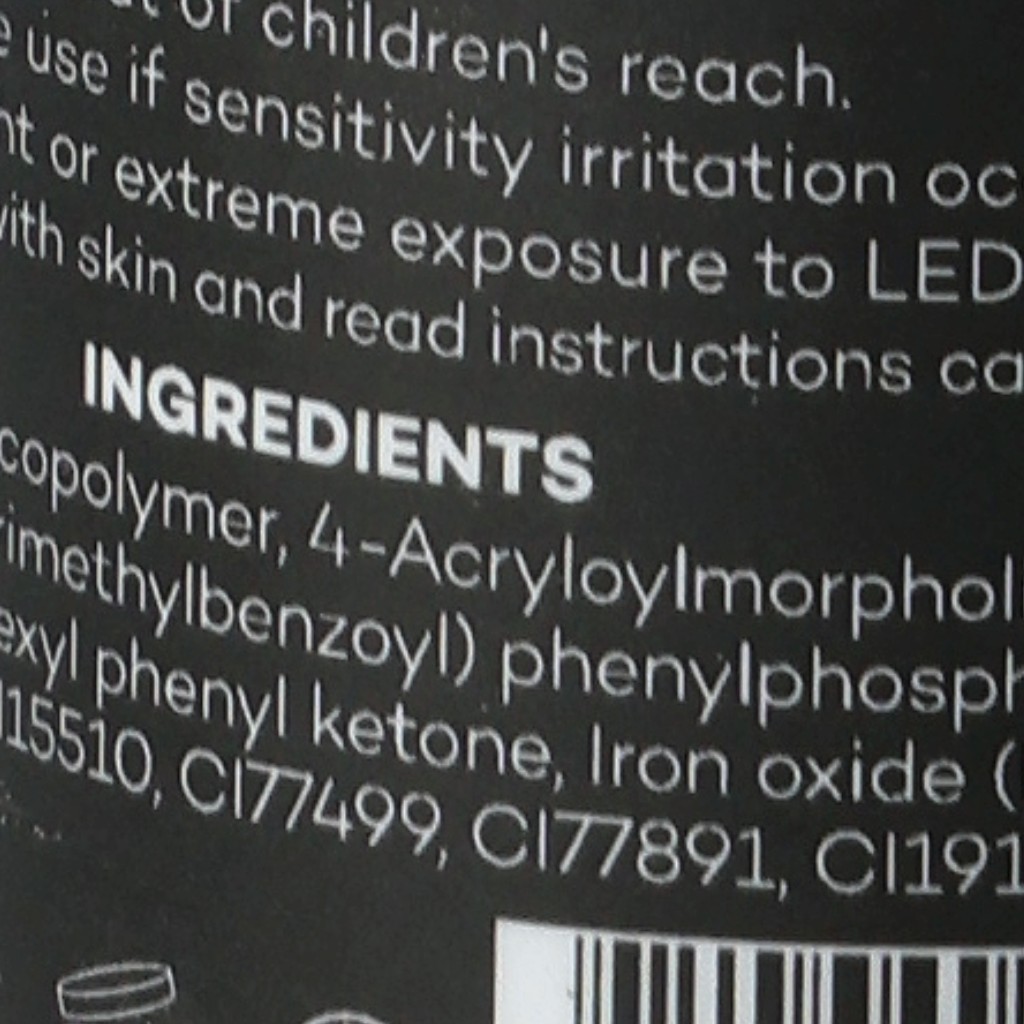 of children's reach.
use if sensitivity irritation oc
nt or extreme exposure to LED
with skin and read instructions ca
INGREDIENTS
copolymer, 4-Acryloylmorphol
rimethylbenzoyl) phenylphosph
exyl phenyl ketone, Iron oxide (
15510, CI77499, CI77891, CI191